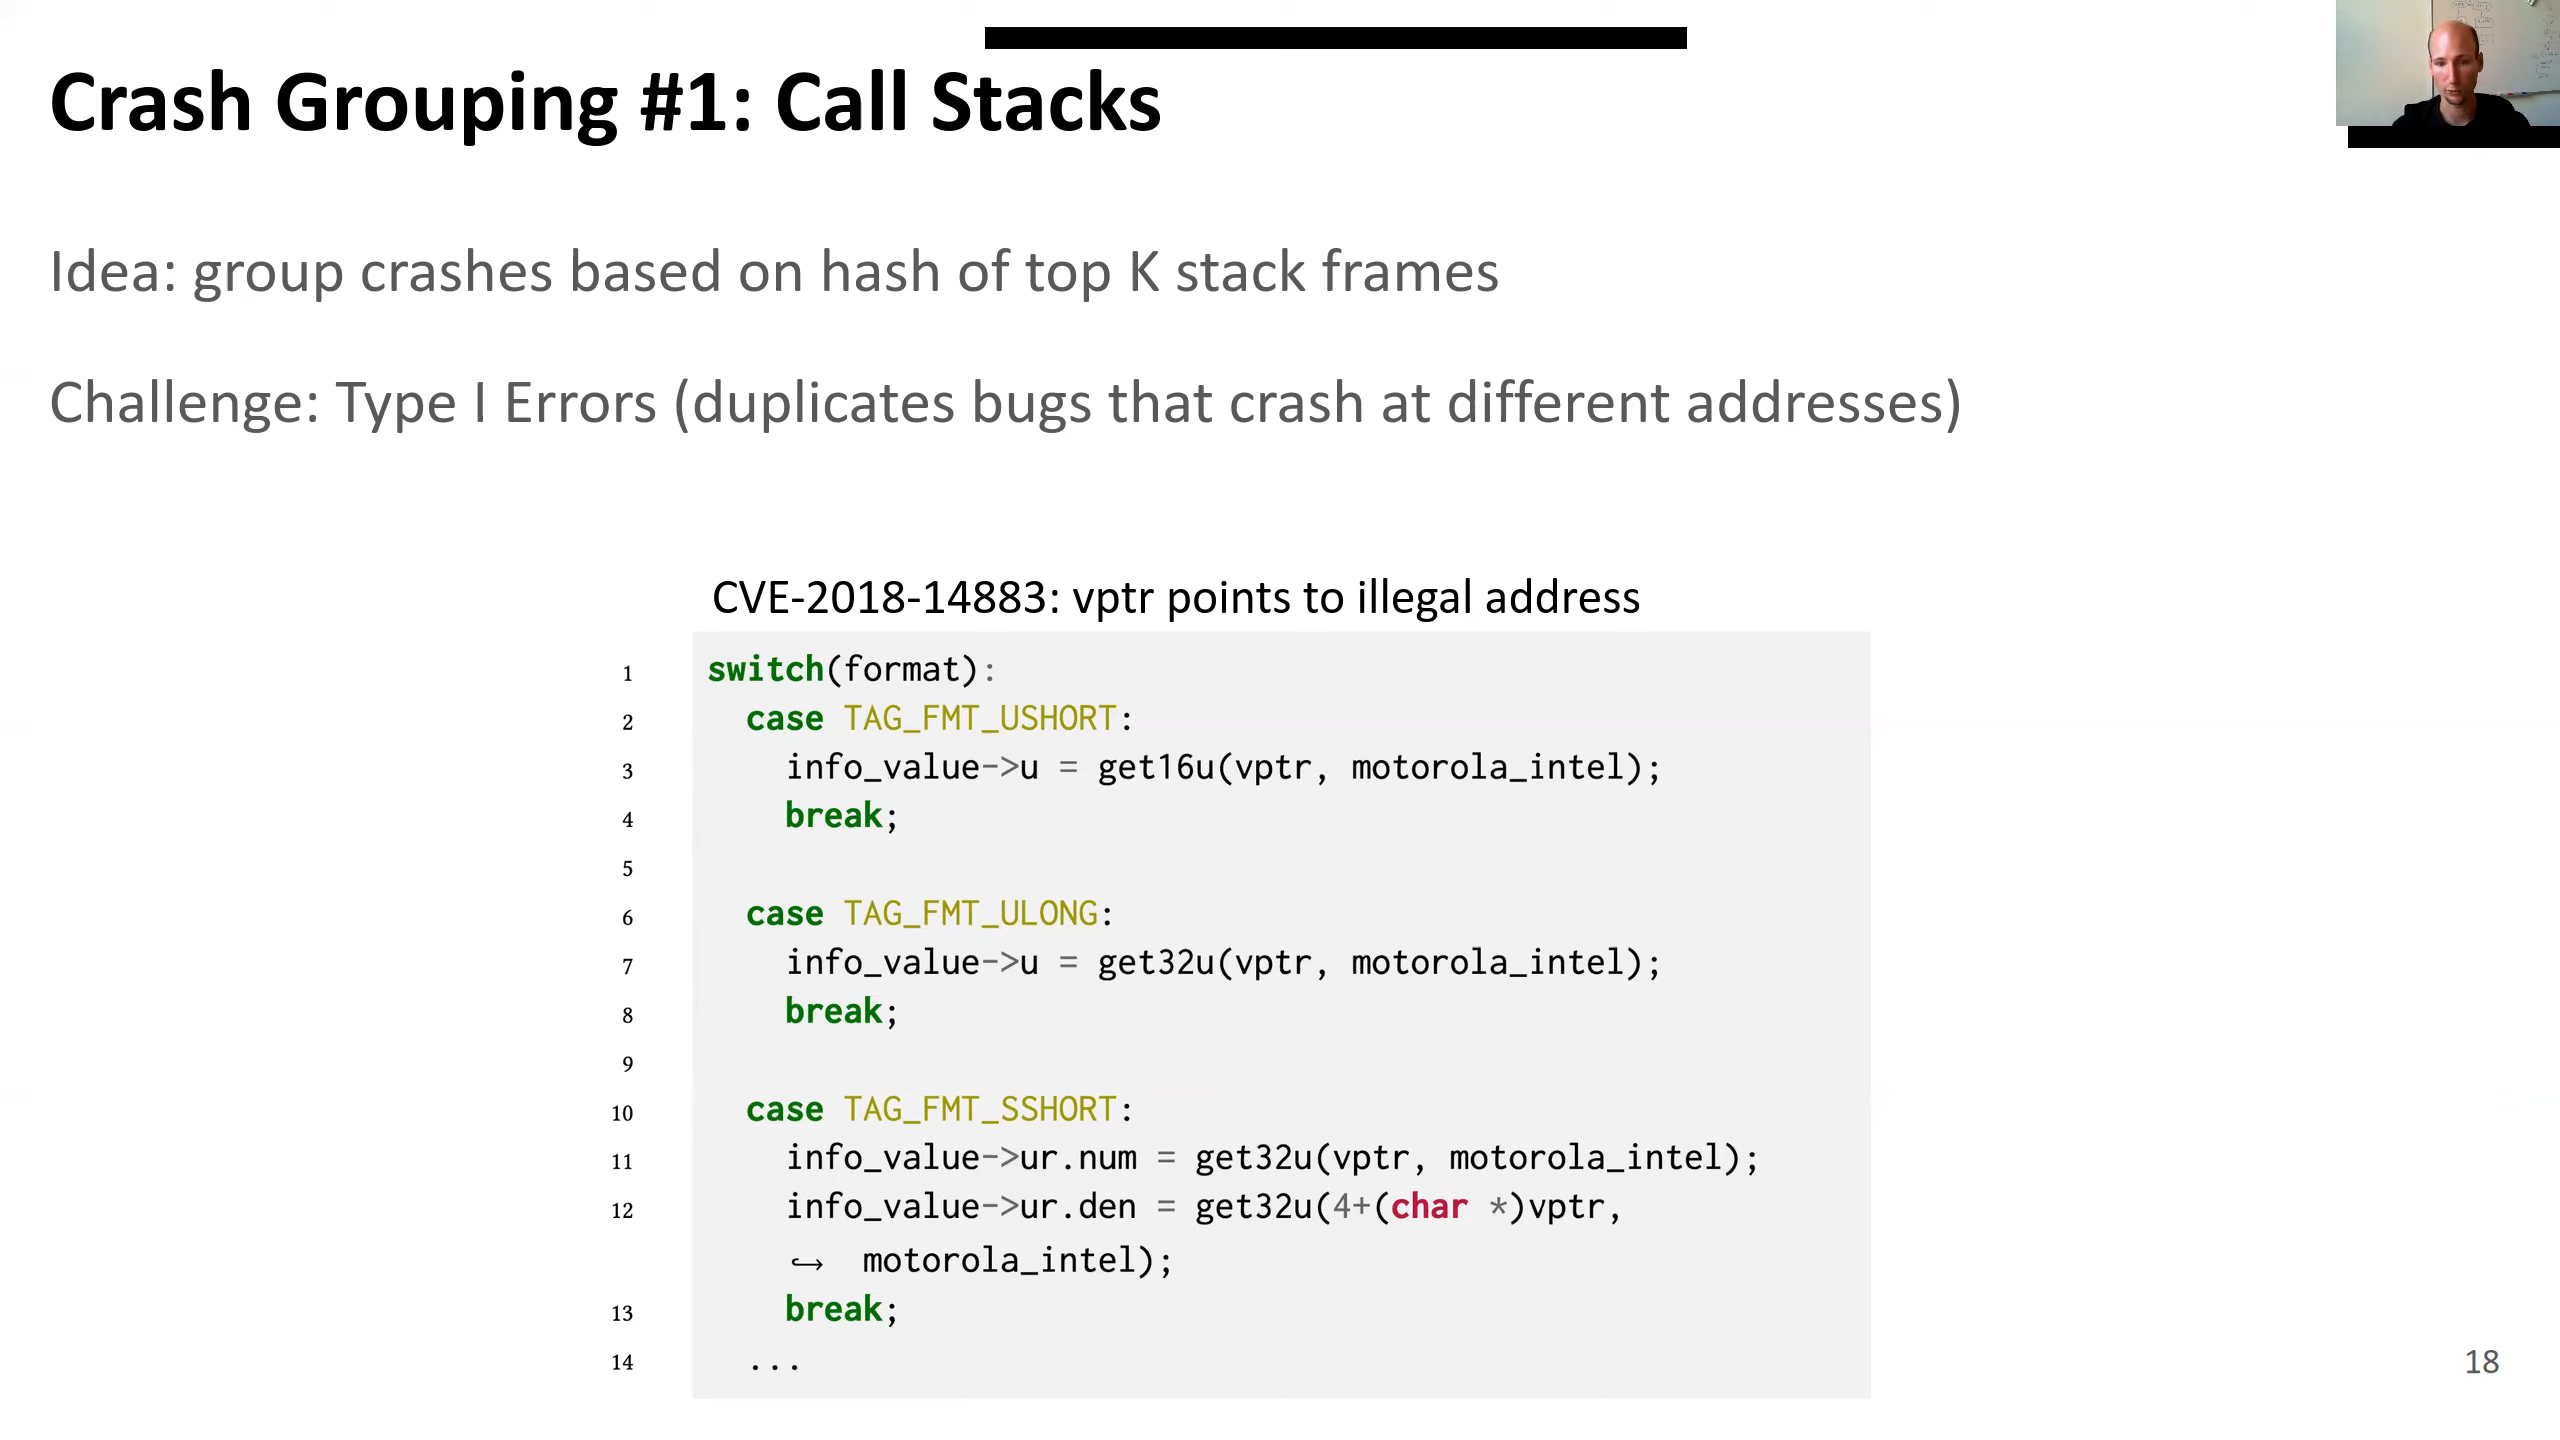 Crash Grouping #1: Call Stacks
Idea: group crashes based on hash of top K stack frames
Challenge: Type I Errors (duplicates bugs that crash at different addresses)
CVE-2018-14883: vptr points to illegal address
1 switch(format):
2 case TAG_FMT_USHORT:
3 info_value->u = get16u(vptr, motorola_intel);
4 break;
5
6 case TAG_FMT_ULONG:
7 info_value->u = get32u(vptr, motorola_intel);
8 break;
9
10 case TAG_FMT_SSHORT:
11 info_value->ur.num = get32u(vptr, motorola_intel);
12 info_value->ur.den = get32u(4+(char *)vptr,
↪ motorola_intel);
13 break;
14 ...
18